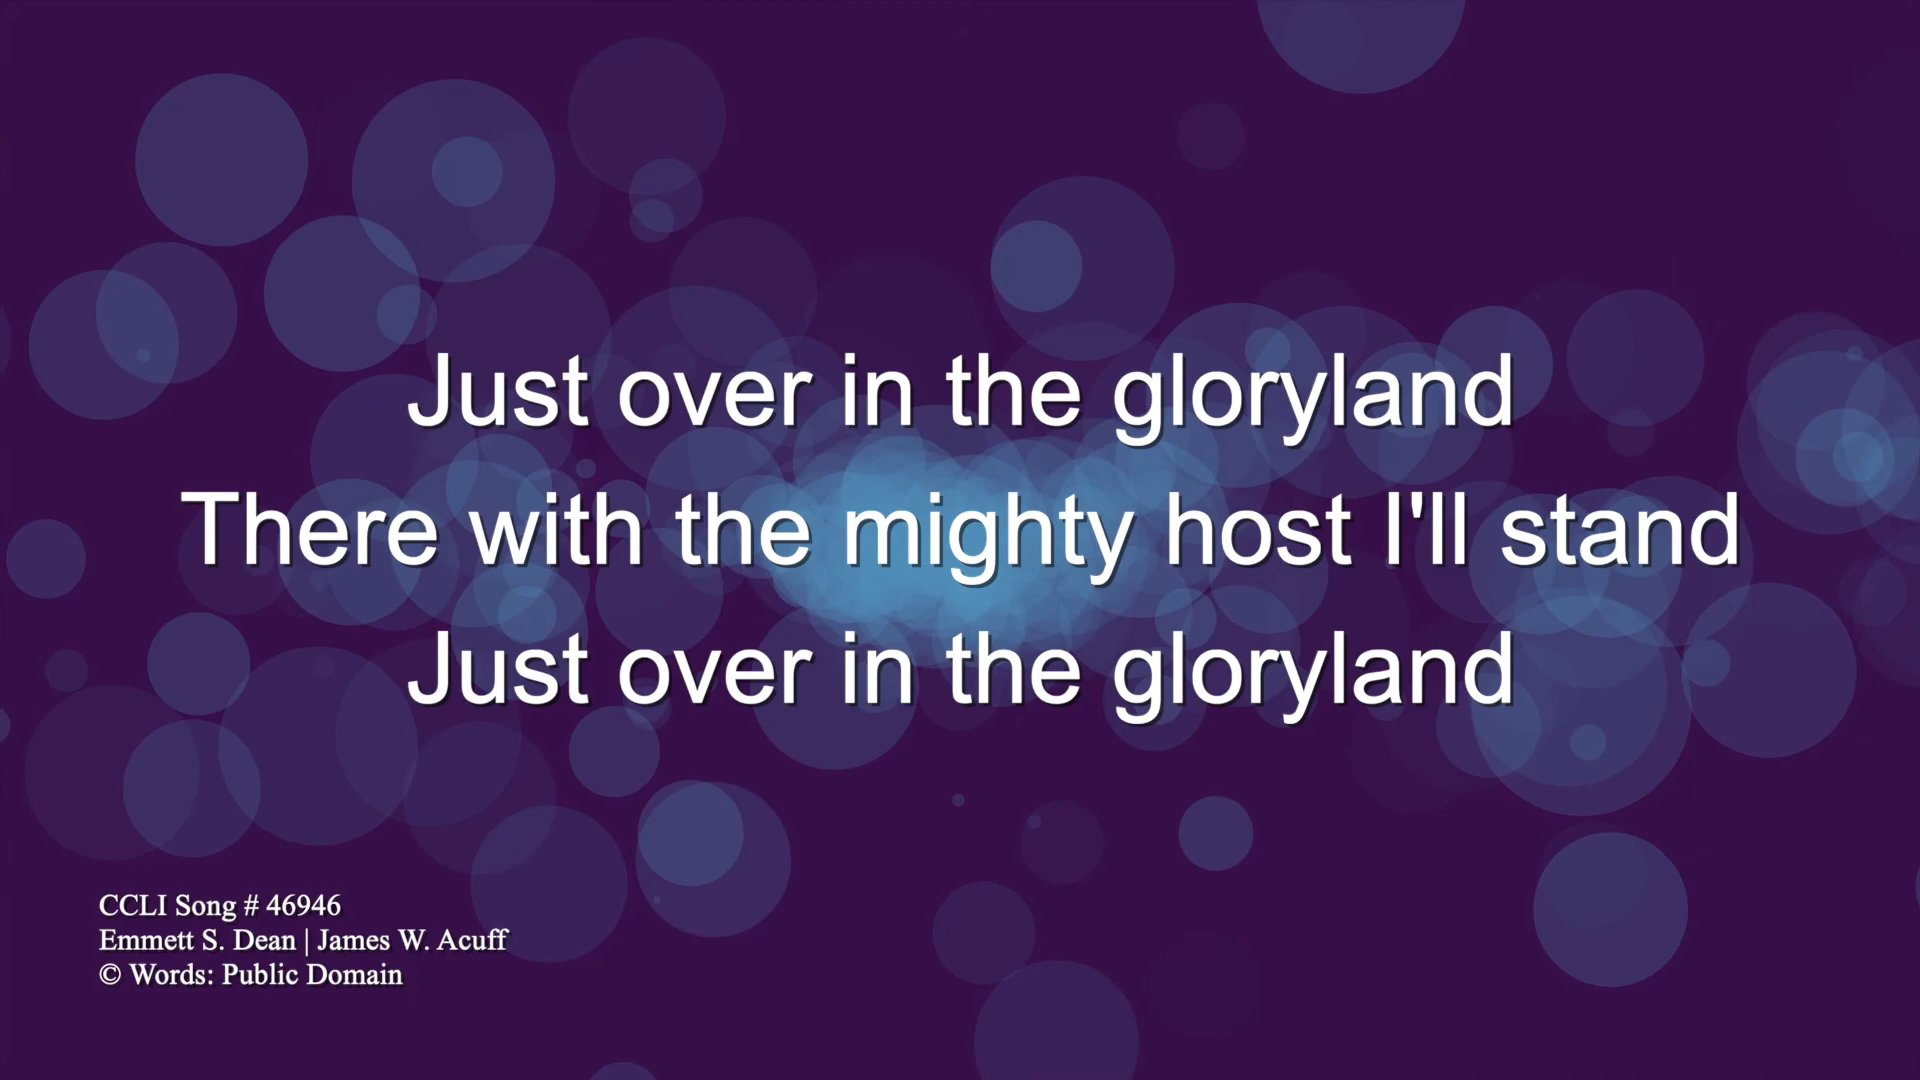 Just over in the gloryland
There with the mighty host I'll stand
Just over in the gloryland
CCLI Song # 46946
Emmett S. Dean | James W. Acuff
© Words: Public Domain